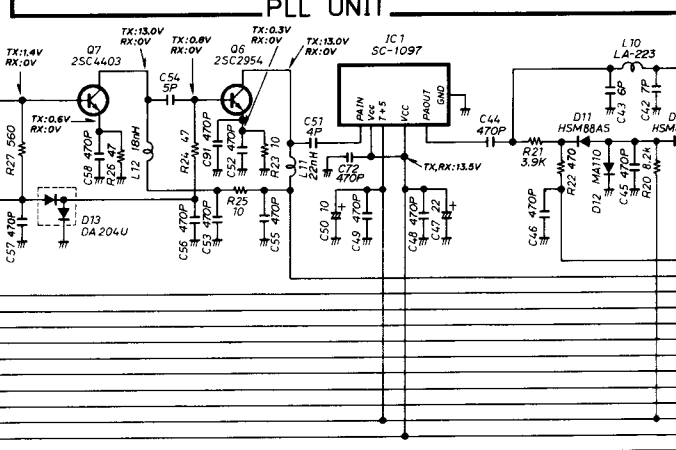 PLL UNIT
TX:1.4V
RX:0V
Q7
2SC4403
TX:13.0V
RX:0V
C54
5P
TX:0.8V
RX:0V
Q6
2SC2954
TX:0.3V
RX:0V
TX:13.0V
RX:0V
IC1
SC-1097
PAIN
Vcc
T+5
VCC
PAOUT
GND
L10
LA-223
C43 6P
C42 7P
TX:0.6V
RX:0V
R27 560
C58 470P
R26 47
L12 18nH
R24 47
C91 470P
C52 470P
R23 10
L11
22nH
C51
4P
C72
470P
TX,RX:13.5V
C44
470P
R21
3.9K
D11
HSM88AS
R22 470
D12 MA110
C45 470P
R20 8.2K
HSM
C57 470P
D13
DA204U
C56 470P
C53 470P
R25
10
C55 470P
C50 10
C49 470P
C48 470P
C47 22
C46 470P